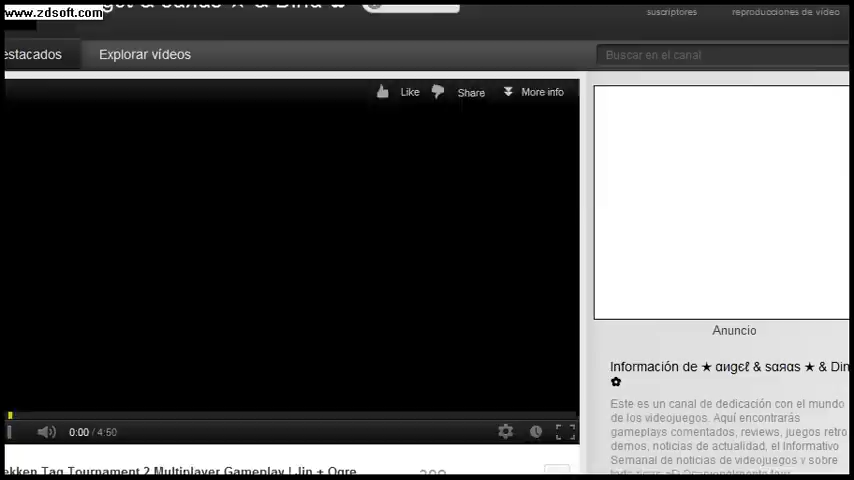 www.zdsoft.com
suscriptores
reproducciones de vídeo
estacados
Explorar vídeos
Buscar en el canal
Like
Share
More info
Anuncio
Información de ★ αиgєℓ & sαяαs ★ & Din
✿
Este es un canal de dedicación con el mundo
de los videojuegos. Aquí encontrarás
gameplays comentados, reviews, juegos retro
demos, noticias de actualidad, el Informativo
Semanal de noticias de videojuegos y sobre
0:00 / 4:50
ekken Tag Tournament 2 Multiplayer Gameplay | Jin + Ogre